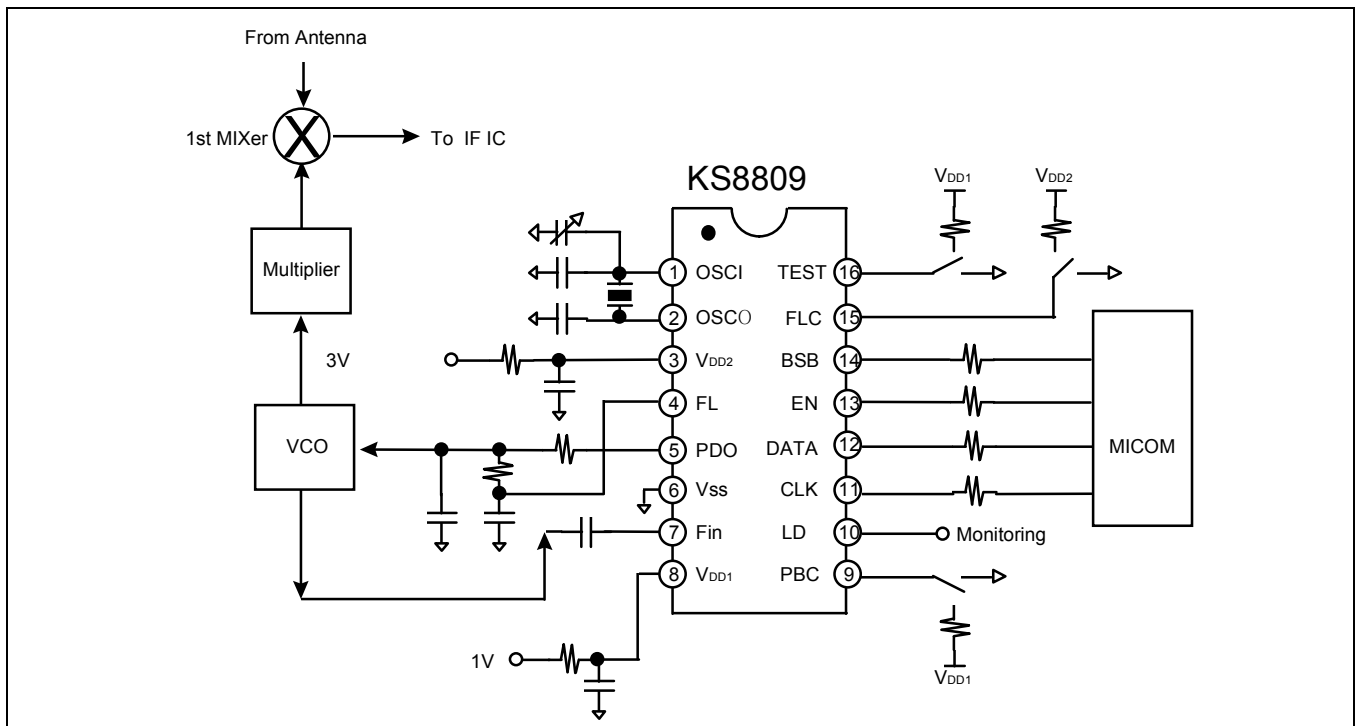 From Antenna
1st MIXer
To IF IC
KS8809
VDD1
VDD2
Multiplier
1 OSCI
TEST 16
2 OSCO
FLC 15
3V
3 VDD2
BSB 14
4 FL
EN 13
VCO
5 PDO
DATA 12
MICOM
6 Vss
CLK 11
7 Fin
LD 10
Monitoring
8 VDD1
PBC 9
1V
VDD1